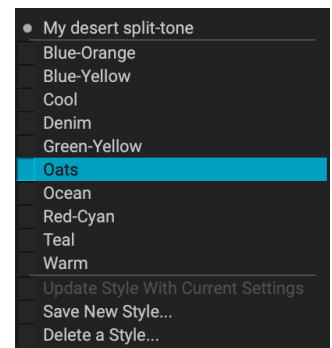 My desert split-tone
Blue-Orange
Blue-Yellow
Cool
Denim
Green-Yellow
Oats
Ocean
Red-Cyan
Teal
Warm
Update Style With Current Settings
Save New Style...
Delete a Style...